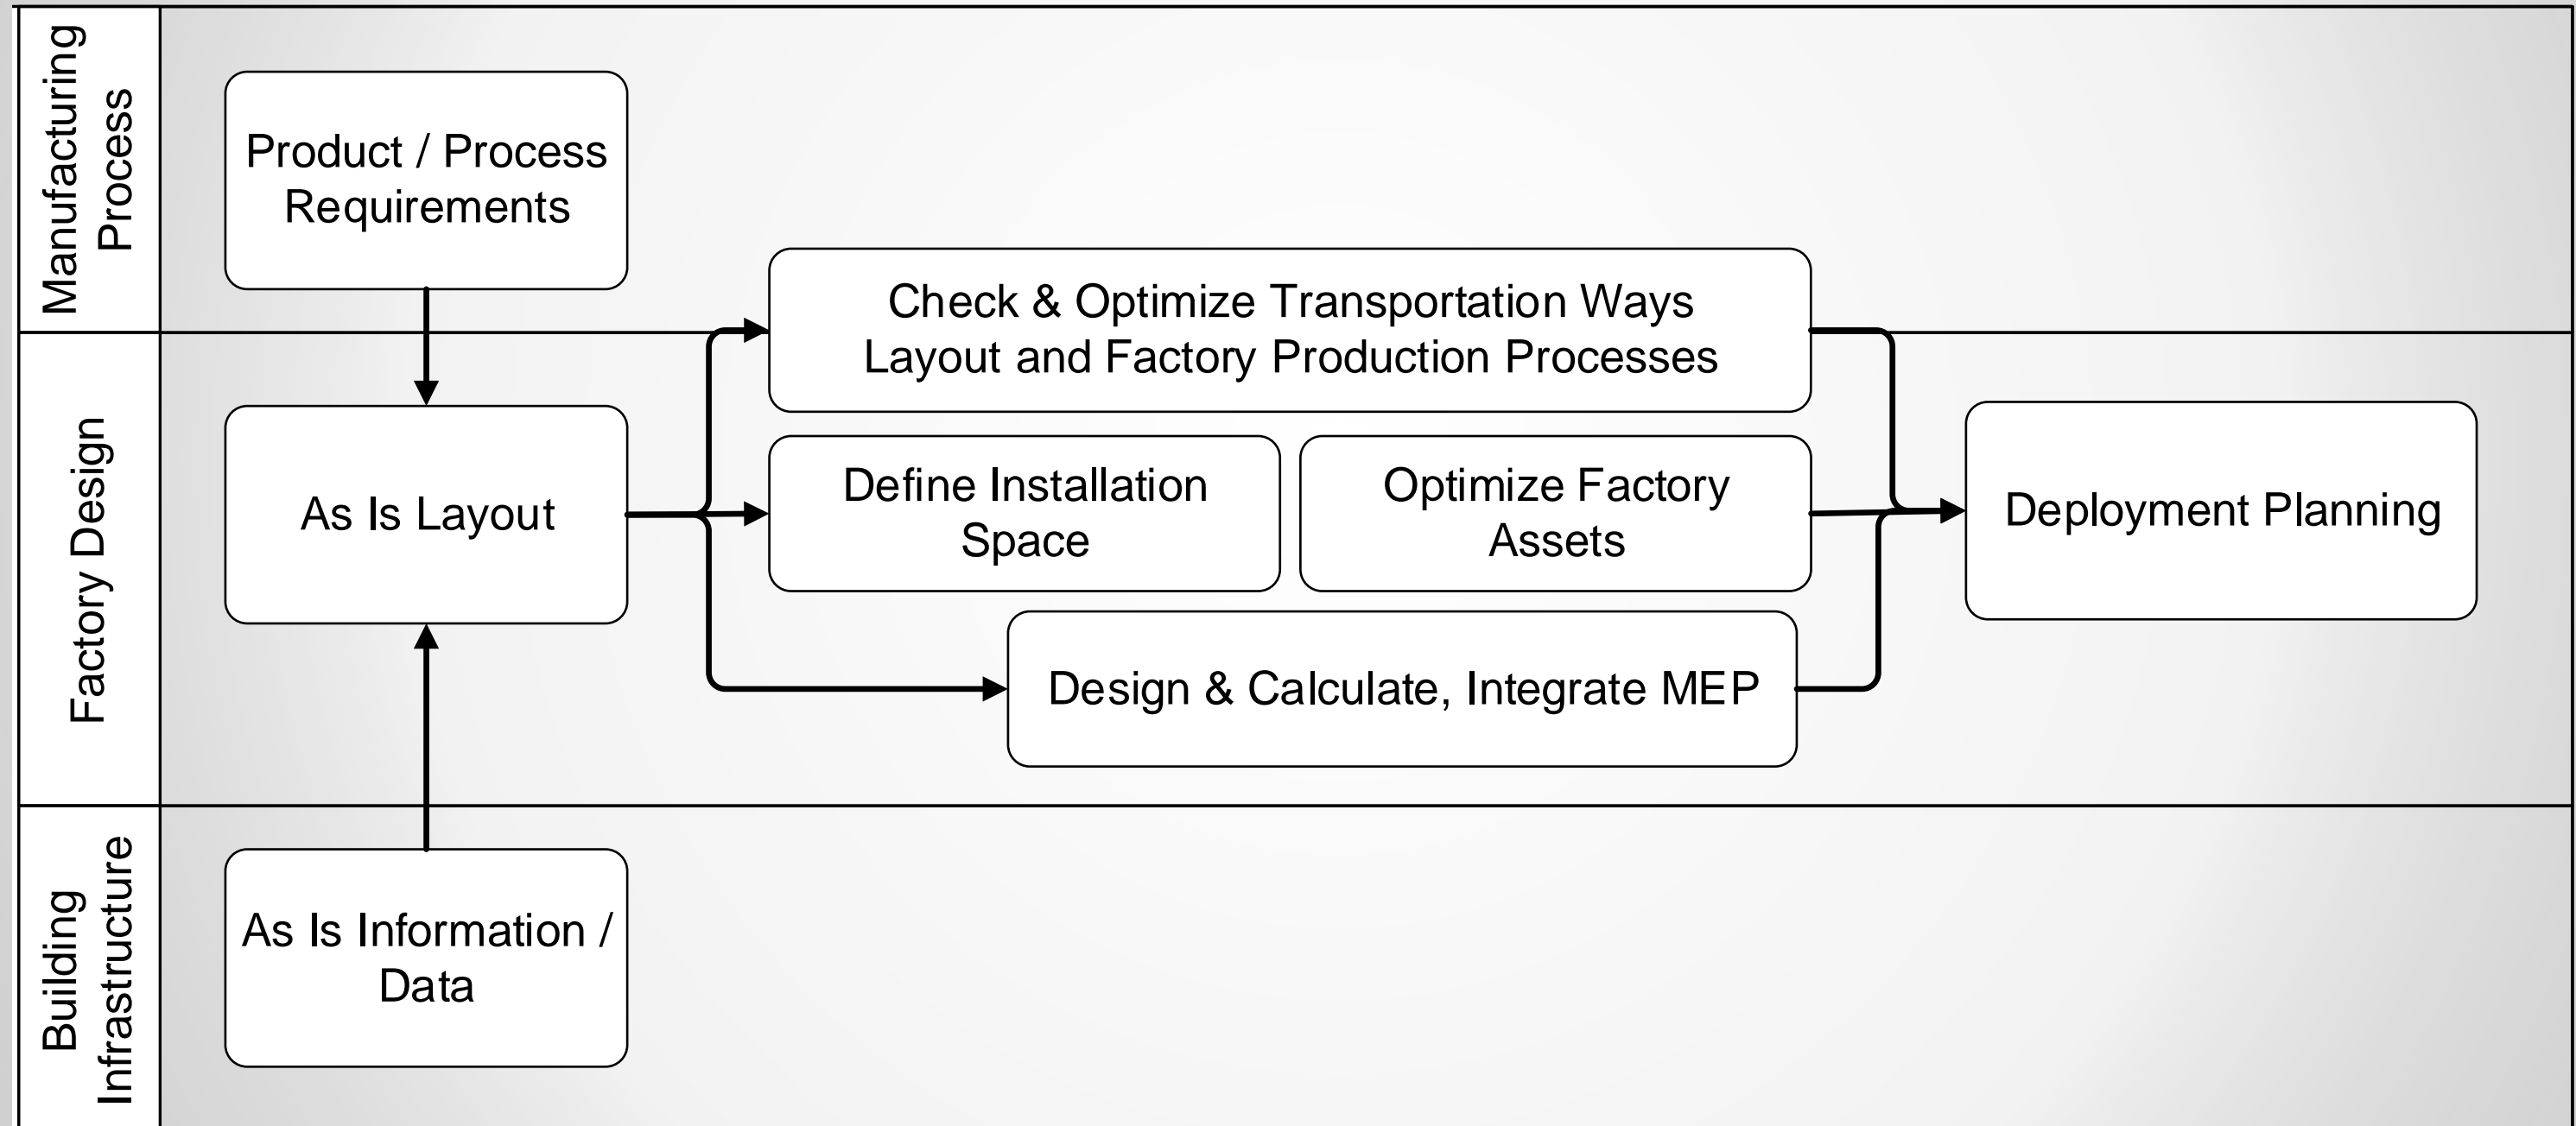 Manufacturing
Process
Product / Process
Requirements
Factory Design
Check & Optimize Transportation Ways
Layout and Factory Production Processes
As Is Layout
Define Installation
Space
Optimize Factory
Assets
Deployment Planning
Design & Calculate, Integrate MEP
Building
Infrastructure
As Is Information /
Data